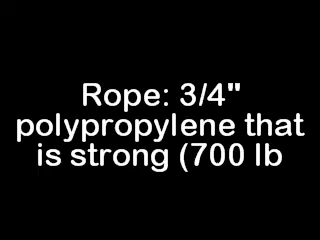 Rope: 3/4"
polypropylene that
is strong (700 lb